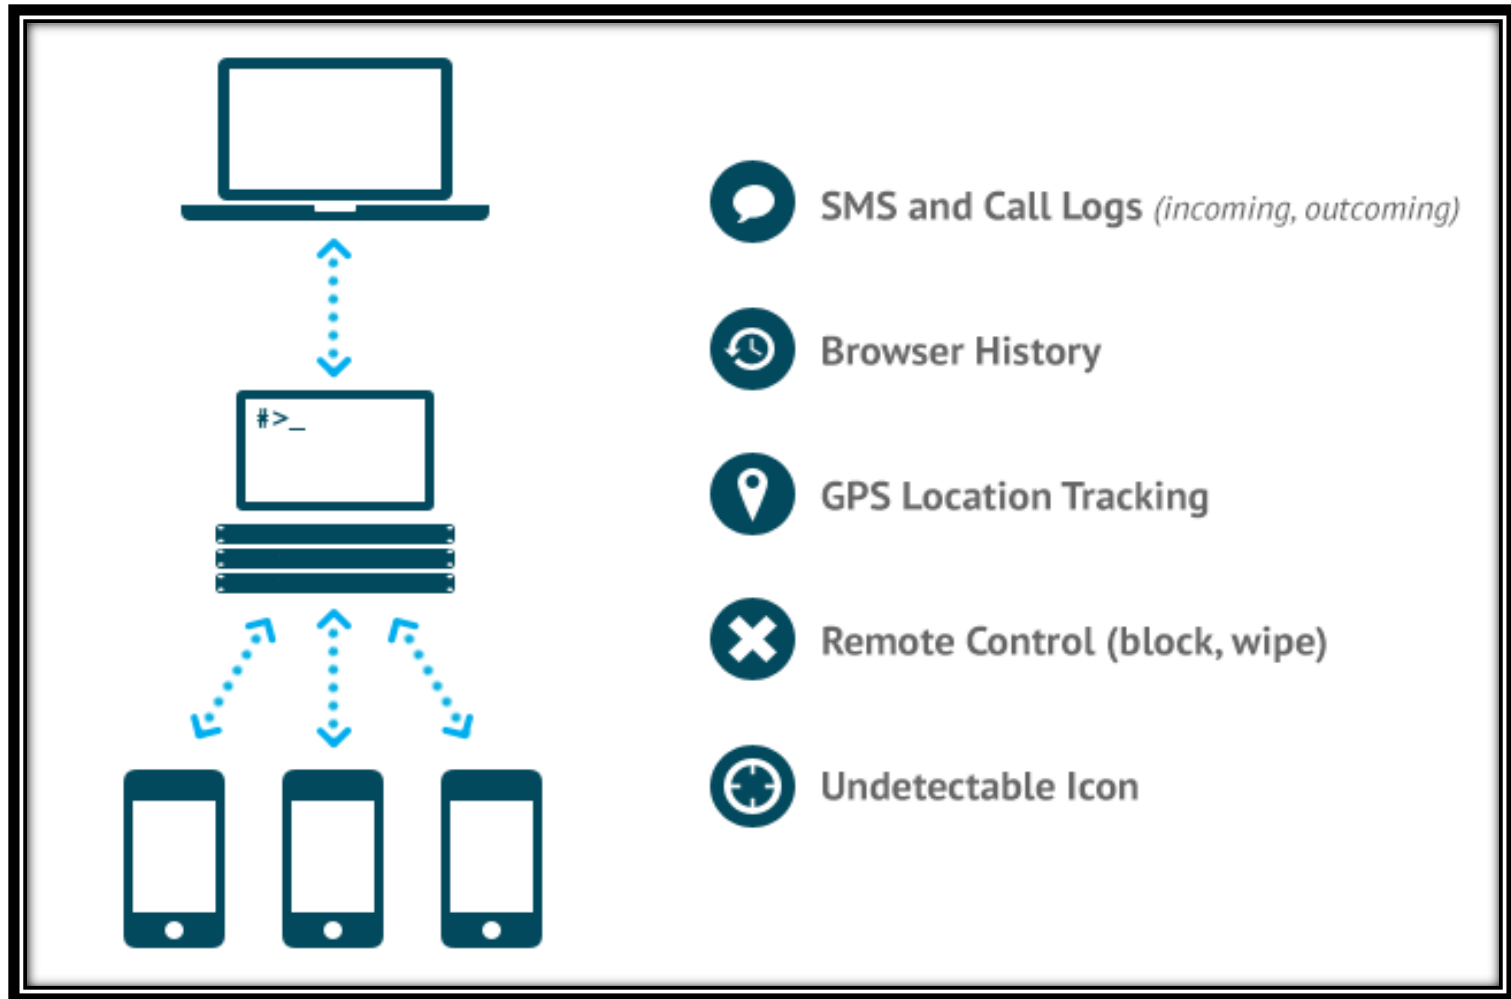 #>_
SMS and Call Logs (incoming, outcoming)
Browser History
GPS Location Tracking
Remote Control (block, wipe)
Undetectable Icon